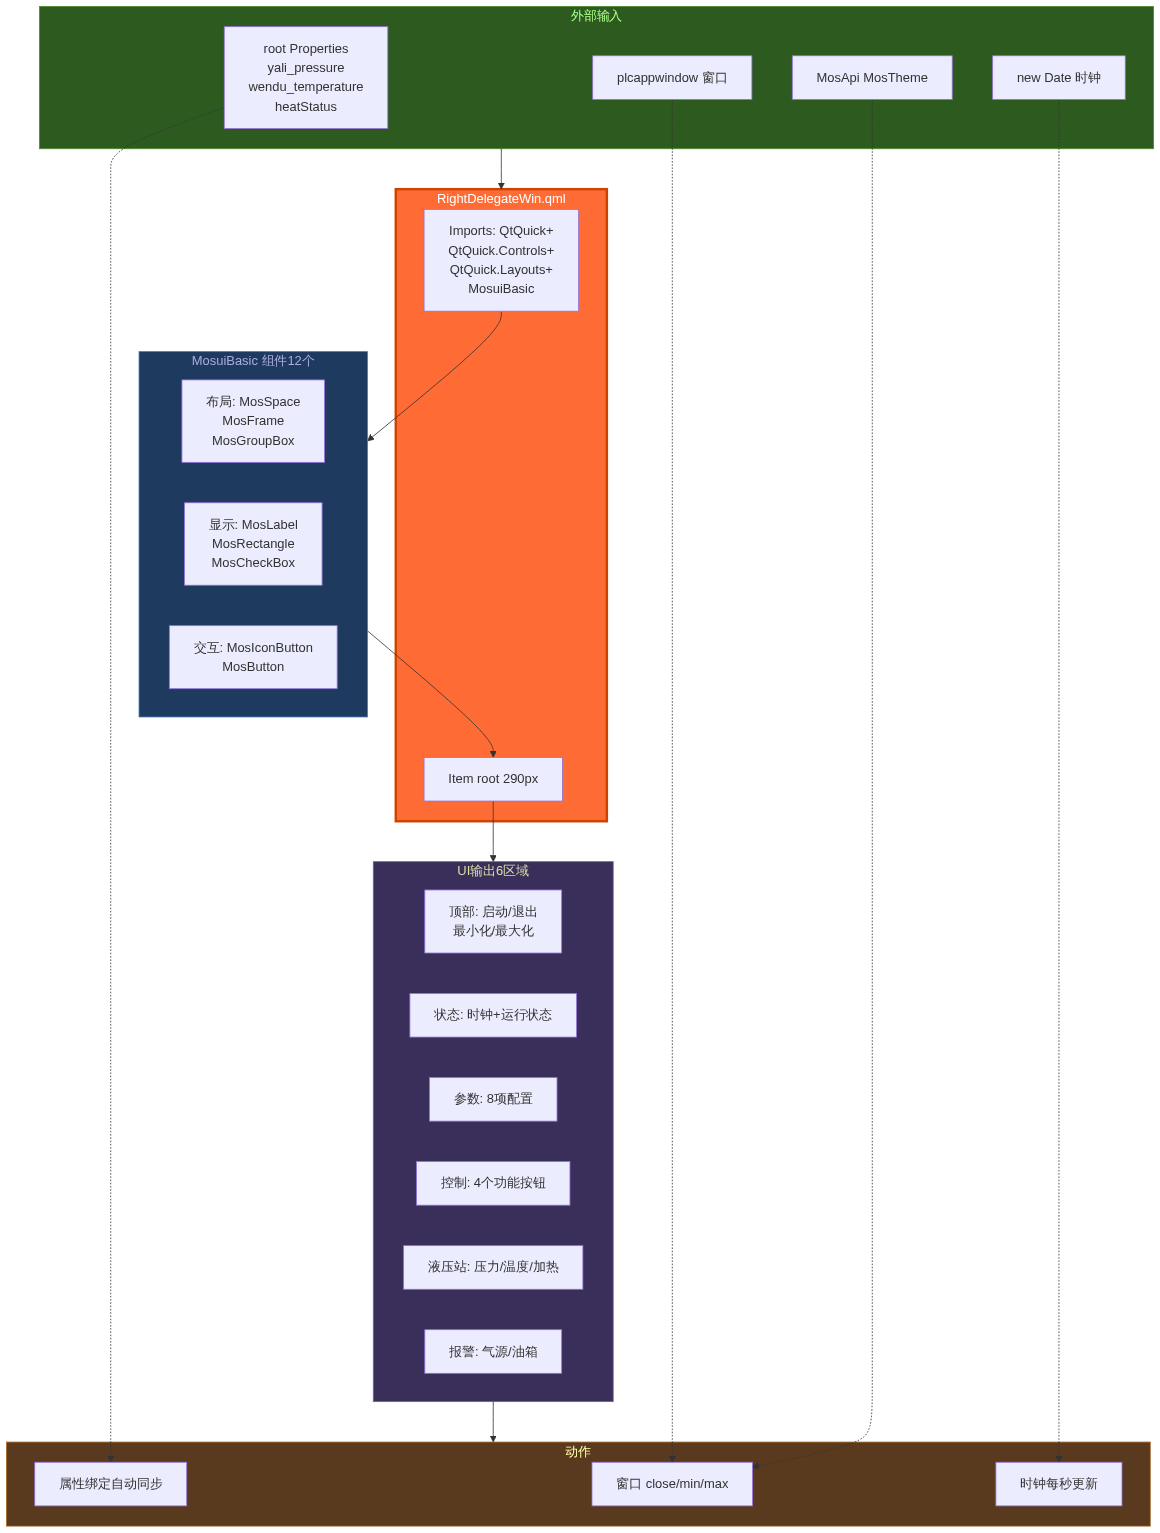 外部输入
root Properties
yali_pressure
wendu_temperature
heatStatus
plcappwindow 窗口
MosApi MosTheme
new Date 时钟
RightDelegateWin.qml
Imports: QtQuick+
QtQuick.Controls+
QtQuick.Layouts+
MosuiBasic
MosuiBasic 组件12个
布局: MosSpace
MosFrame
MosGroupBox
显示: MosLabel
MosRectangle
MosCheckBox
交互: MosIconButton
MosButton
Item root 290px
UI输出6区域
顶部: 启动/退出
最小化/最大化
状态: 时钟+运行状态
参数: 8项配置
控制: 4个功能按钮
液压站: 压力/温度/加热
报警: 气源/油箱
动作
属性绑定自动同步
窗口 close/min/max
时钟每秒更新